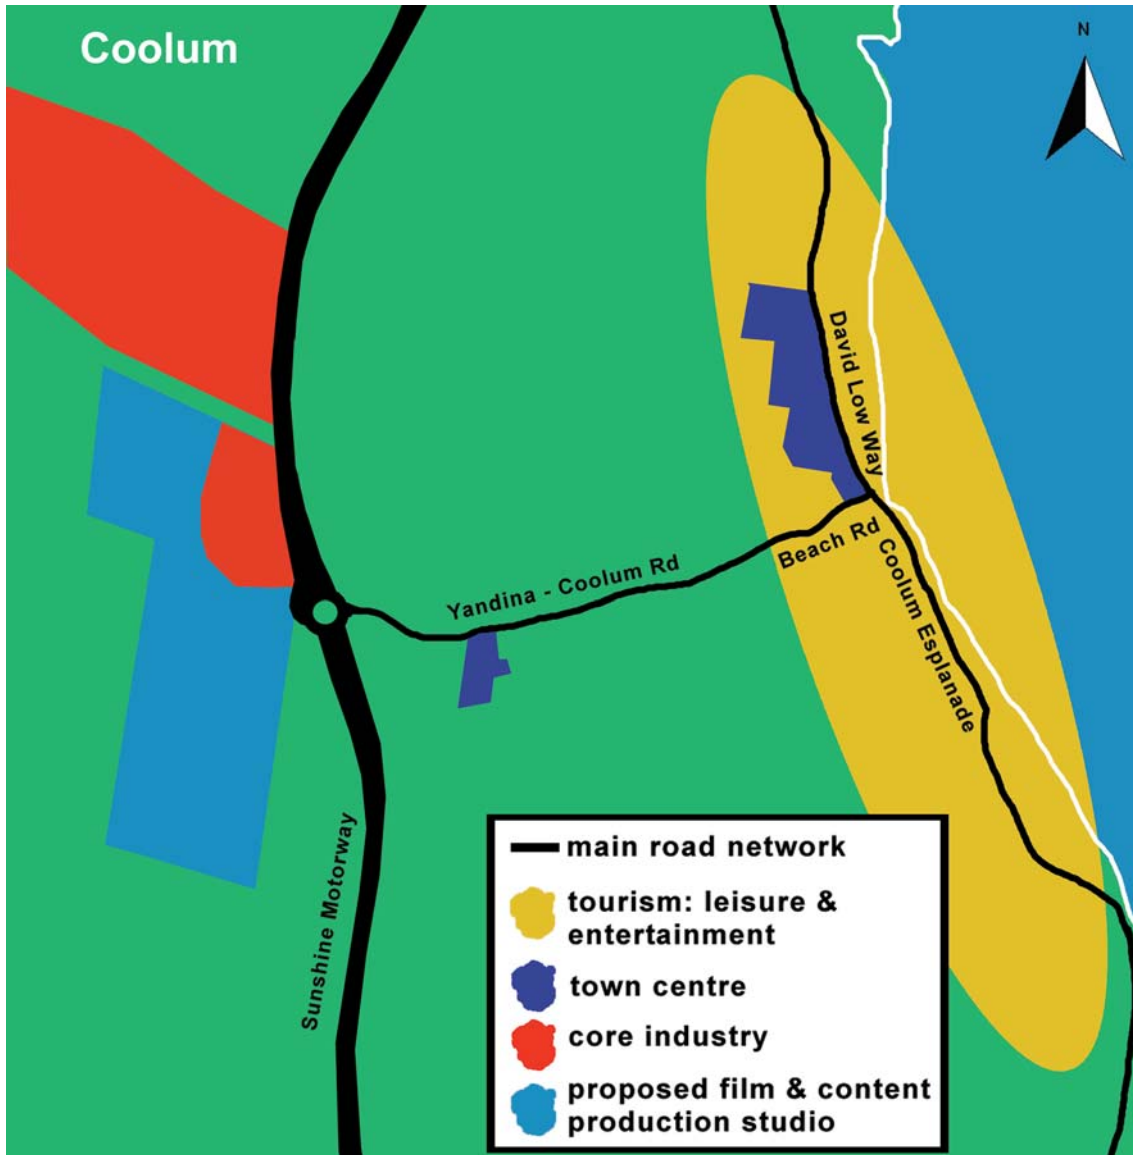 Coolum
N
David Low Way
Beach Rd
Coolum Esplanade
Yandina - Coolum Rd
Sunshine Motorway
main road network
tourism: leisure &
entertainment
town centre
core industry
proposed film & content
production studio